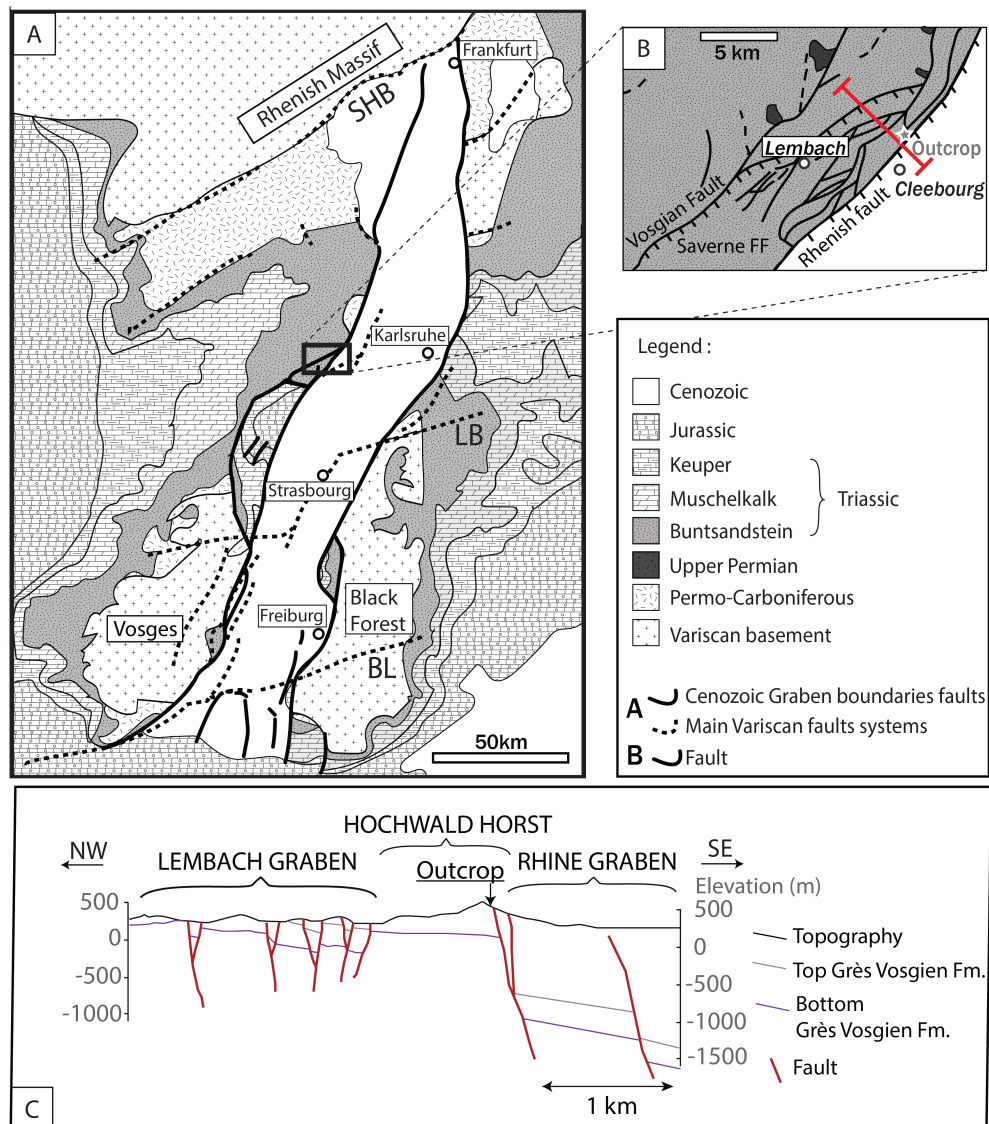 A
Rhenish Massif
Frankfurt
SHB
Karlsruhe
LB
Strasbourg
Freiburg
Black
Forest
Vosges
BL
50km
B
5 km
Lembach
Outcrop
Cleebourg
Vosgian Fault
Saverne FF
Rhenish fault
Legend :
Cenozoic
Jurassic
Keuper
Muschelkalk
Triassic
Buntsandstein
Upper Permian
Permo-Carboniferous
Variscan basement
A
Cenozoic Graben boundaries faults
Main Variscan faults systems
B
Fault
HOCHWALD HORST
NW
LEMBACH GRABEN
Outcrop
RHINE GRABEN
SE
Elevation (m)
500
0
-500
-1000
500
0
-500
-1000
-1500
Topography
Top Grès Vosgien Fm.
Bottom
Grès Vosgien Fm.
Fault
1 km
C